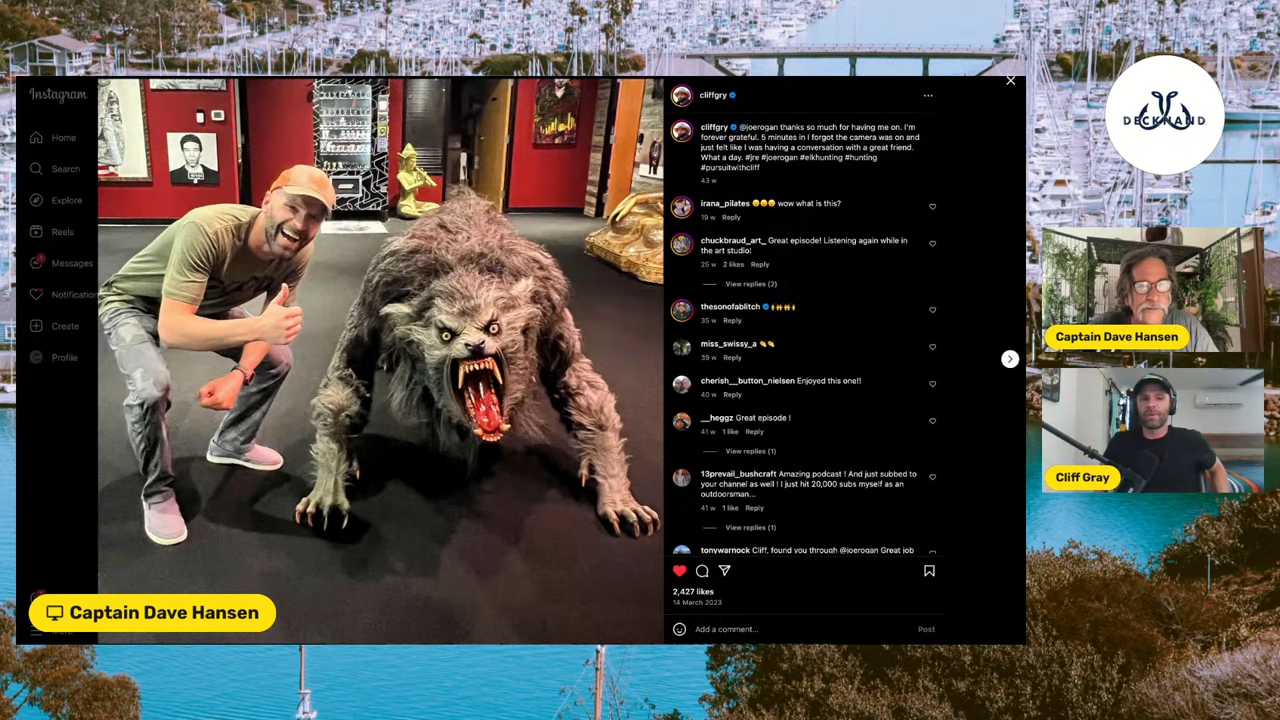 Instagram
Home
Search
Explore
Reels
Messages
Notification
Create
Profile
cliffgry
cliffgry @joerogan thanks so much for having me on. I'm
forever grateful. 5 minutes in I forgot the camera was on and
just felt like I was having a conversation with a great friend.
What a day. #jre #joerogan #elkhunting #hunting
#pursuitwithcliff
43 w
irana_pilates 😮😮😮 wow what is this?
19 w Reply
chuckbraud_art_ Great episode! Listening again while in
the art studio!
25 w 2 likes Reply
View replies (2)
thesonofablitch
35 w Reply
miss_swissy_a 👏👏
39 w Reply
cherish__button_nielsen Enjoyed this one!!
40 w Reply
__heggz Great episode !
41 w 1 like Reply
View replies (1)
13prevail_bushcraft Amazing podcast ! And just subbed to
your channel as well ! I just hit 20,000 subs myself as an
outdoorsman...
41 w 1 like Reply
View replies (1)
tonywarnock Cliff, found you through @joerogan Great job
2,427 likes
14 March 2023
Add a comment...
Post
Captain Dave Hansen
DECKHAND
Captain Dave Hansen
Cliff Gray